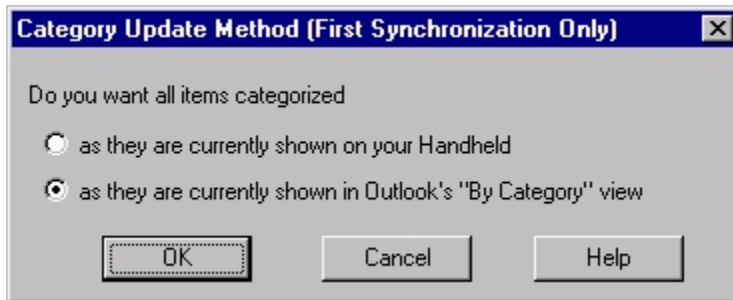 Category Update Method (First Synchronization Only)
Do you want all items categorized
as they are currently shown on your Handheld
as they are currently shown in Outlook's "By Category" view
OK Cancel Help